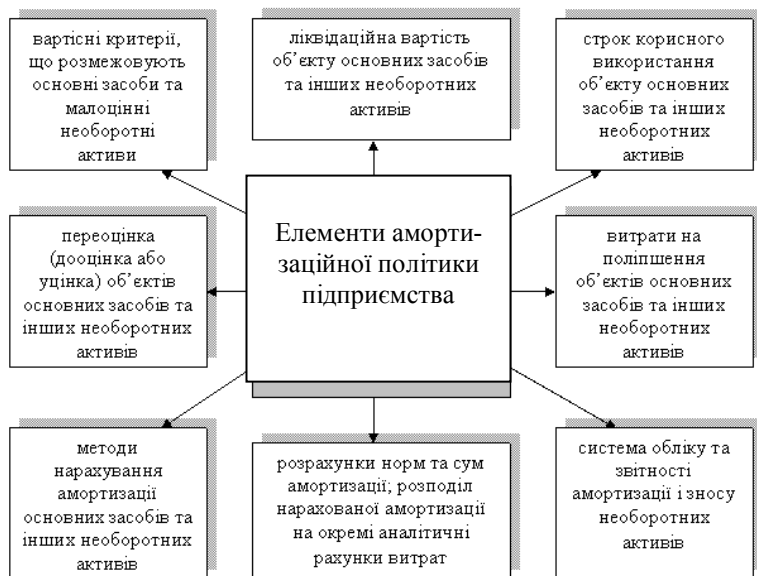 вартісні критерії,
що розмежовують
основні засоби та
малоцінні
необоротні
активи
ліквідаційна вартість
об’єкту основних засобів
та інших необоротних
активів
строк корисного
використання
об’єкту основних
засобів та інших
необоротних
активів
переоцінка
(дооцінка або
уцінка) об’єктів
основних засобів та
інших необоротних
активів
Елементи аморти-
заційної політики
підприємства
витрати на
поліпшення
об’єктів основних
засобів та інших
необоротних
активів
методи
нарахування
амортизації
основних засобів та
інших необоротних
активів
розрахунки норм та сум
амортизації; розподіл
нарахованої амортизації
на окремі аналітичні
рахунки витрат
система обліку та
звітності
амортизації і зносу
необоротних
активів